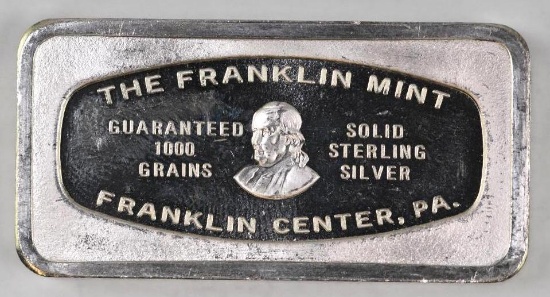 THE FRANKLIN MINT
GUARANTEED
1000
GRAINS
SOLID
STERLING
SILVER
FRANKLIN CENTER, PA.